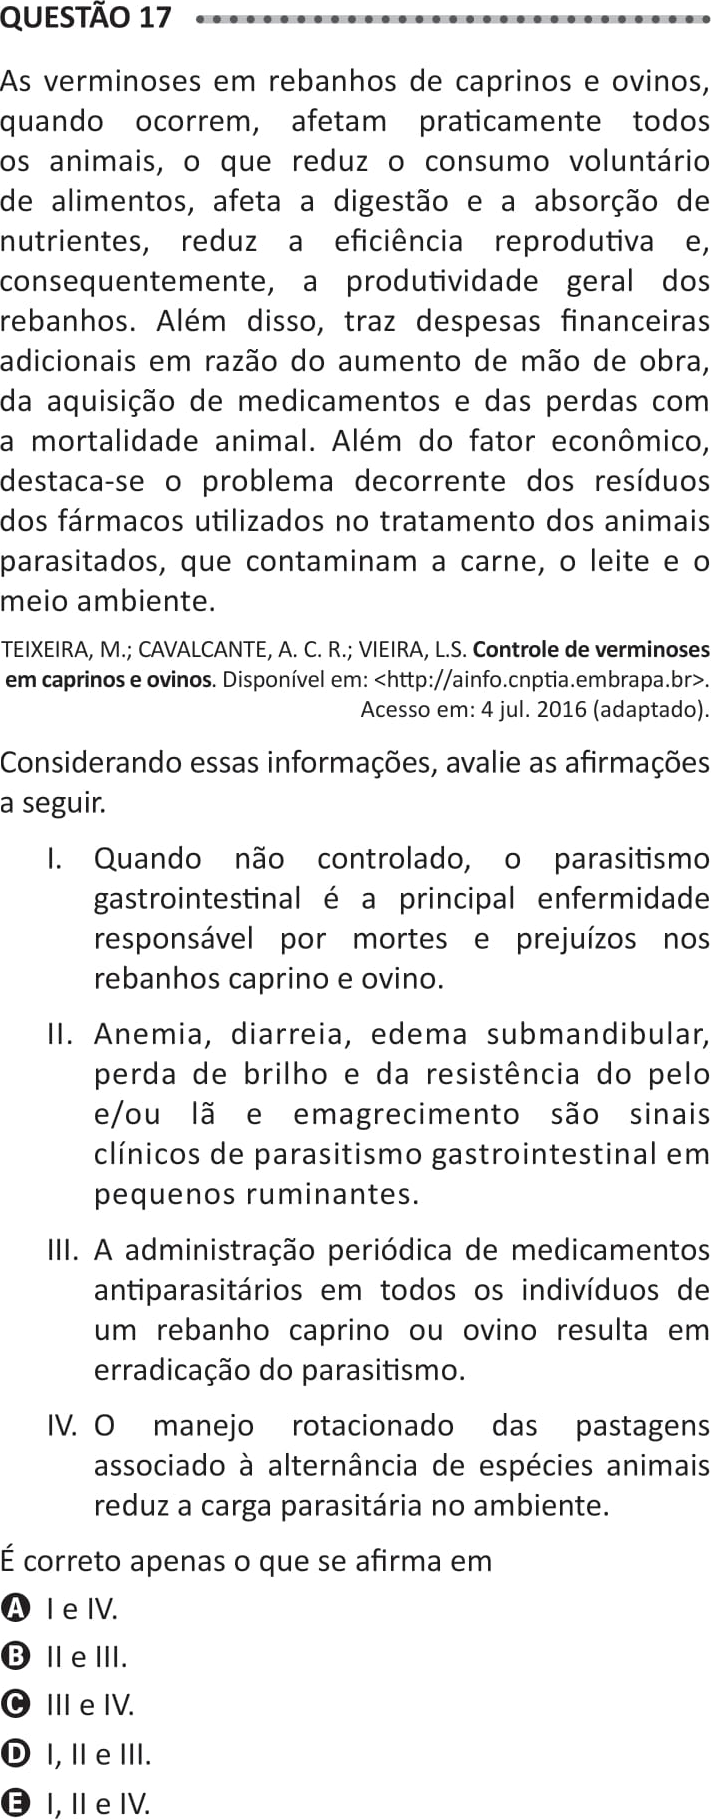 QUESTÃO 17
As verminoses em rebanhos de caprinos e ovinos,
quando ocorrem, afetam praticamente todos
os animais, o que reduz o consumo voluntário
de alimentos, afeta a digestão e a absorção de
nutrientes, reduz a eficiência reprodutiva e,
consequentemente, a produtividade geral dos
rebanhos. Além disso, traz despesas financeiras
adicionais em razão do aumento de mão de obra,
da aquisição de medicamentos e das perdas com
a mortalidade animal. Além do fator econômico,
destaca-se o problema decorrente dos resíduos
dos fármacos utilizados no tratamento dos animais
parasitados, que contaminam a carne, o leite e o
meio ambiente.
TEIXEIRA, M.; CAVALCANTE, A. C. R.; VIEIRA, L.S. Controle de verminoses
em caprinos e ovinos. Disponível em: <http://ainfo.cnptia.embrapa.br>.
Acesso em: 4 jul. 2016 (adaptado).
Considerando essas informações, avalie as afirmações
a seguir.
I. Quando não controlado, o parasitismo
gastrointestinal é a principal enfermidade
responsável por mortes e prejuízos nos
rebanhos caprino e ovino.
II. Anemia, diarreia, edema submandibular,
perda de brilho e da resistência do pelo
e/ou lã e emagrecimento são sinais
clínicos de parasitismo gastrointestinal em
pequenos ruminantes.
III. A administração periódica de medicamentos
antiparasitários em todos os indivíduos de
um rebanho caprino ou ovino resulta em
erradicação do parasitismo.
IV. O manejo rotacionado das pastagens
associado à alternância de espécies animais
reduz a carga parasitária no ambiente.
É correto apenas o que se afirma em
A I e IV.
B II e III.
C III e IV.
D I, II e III.
E I, II e IV.